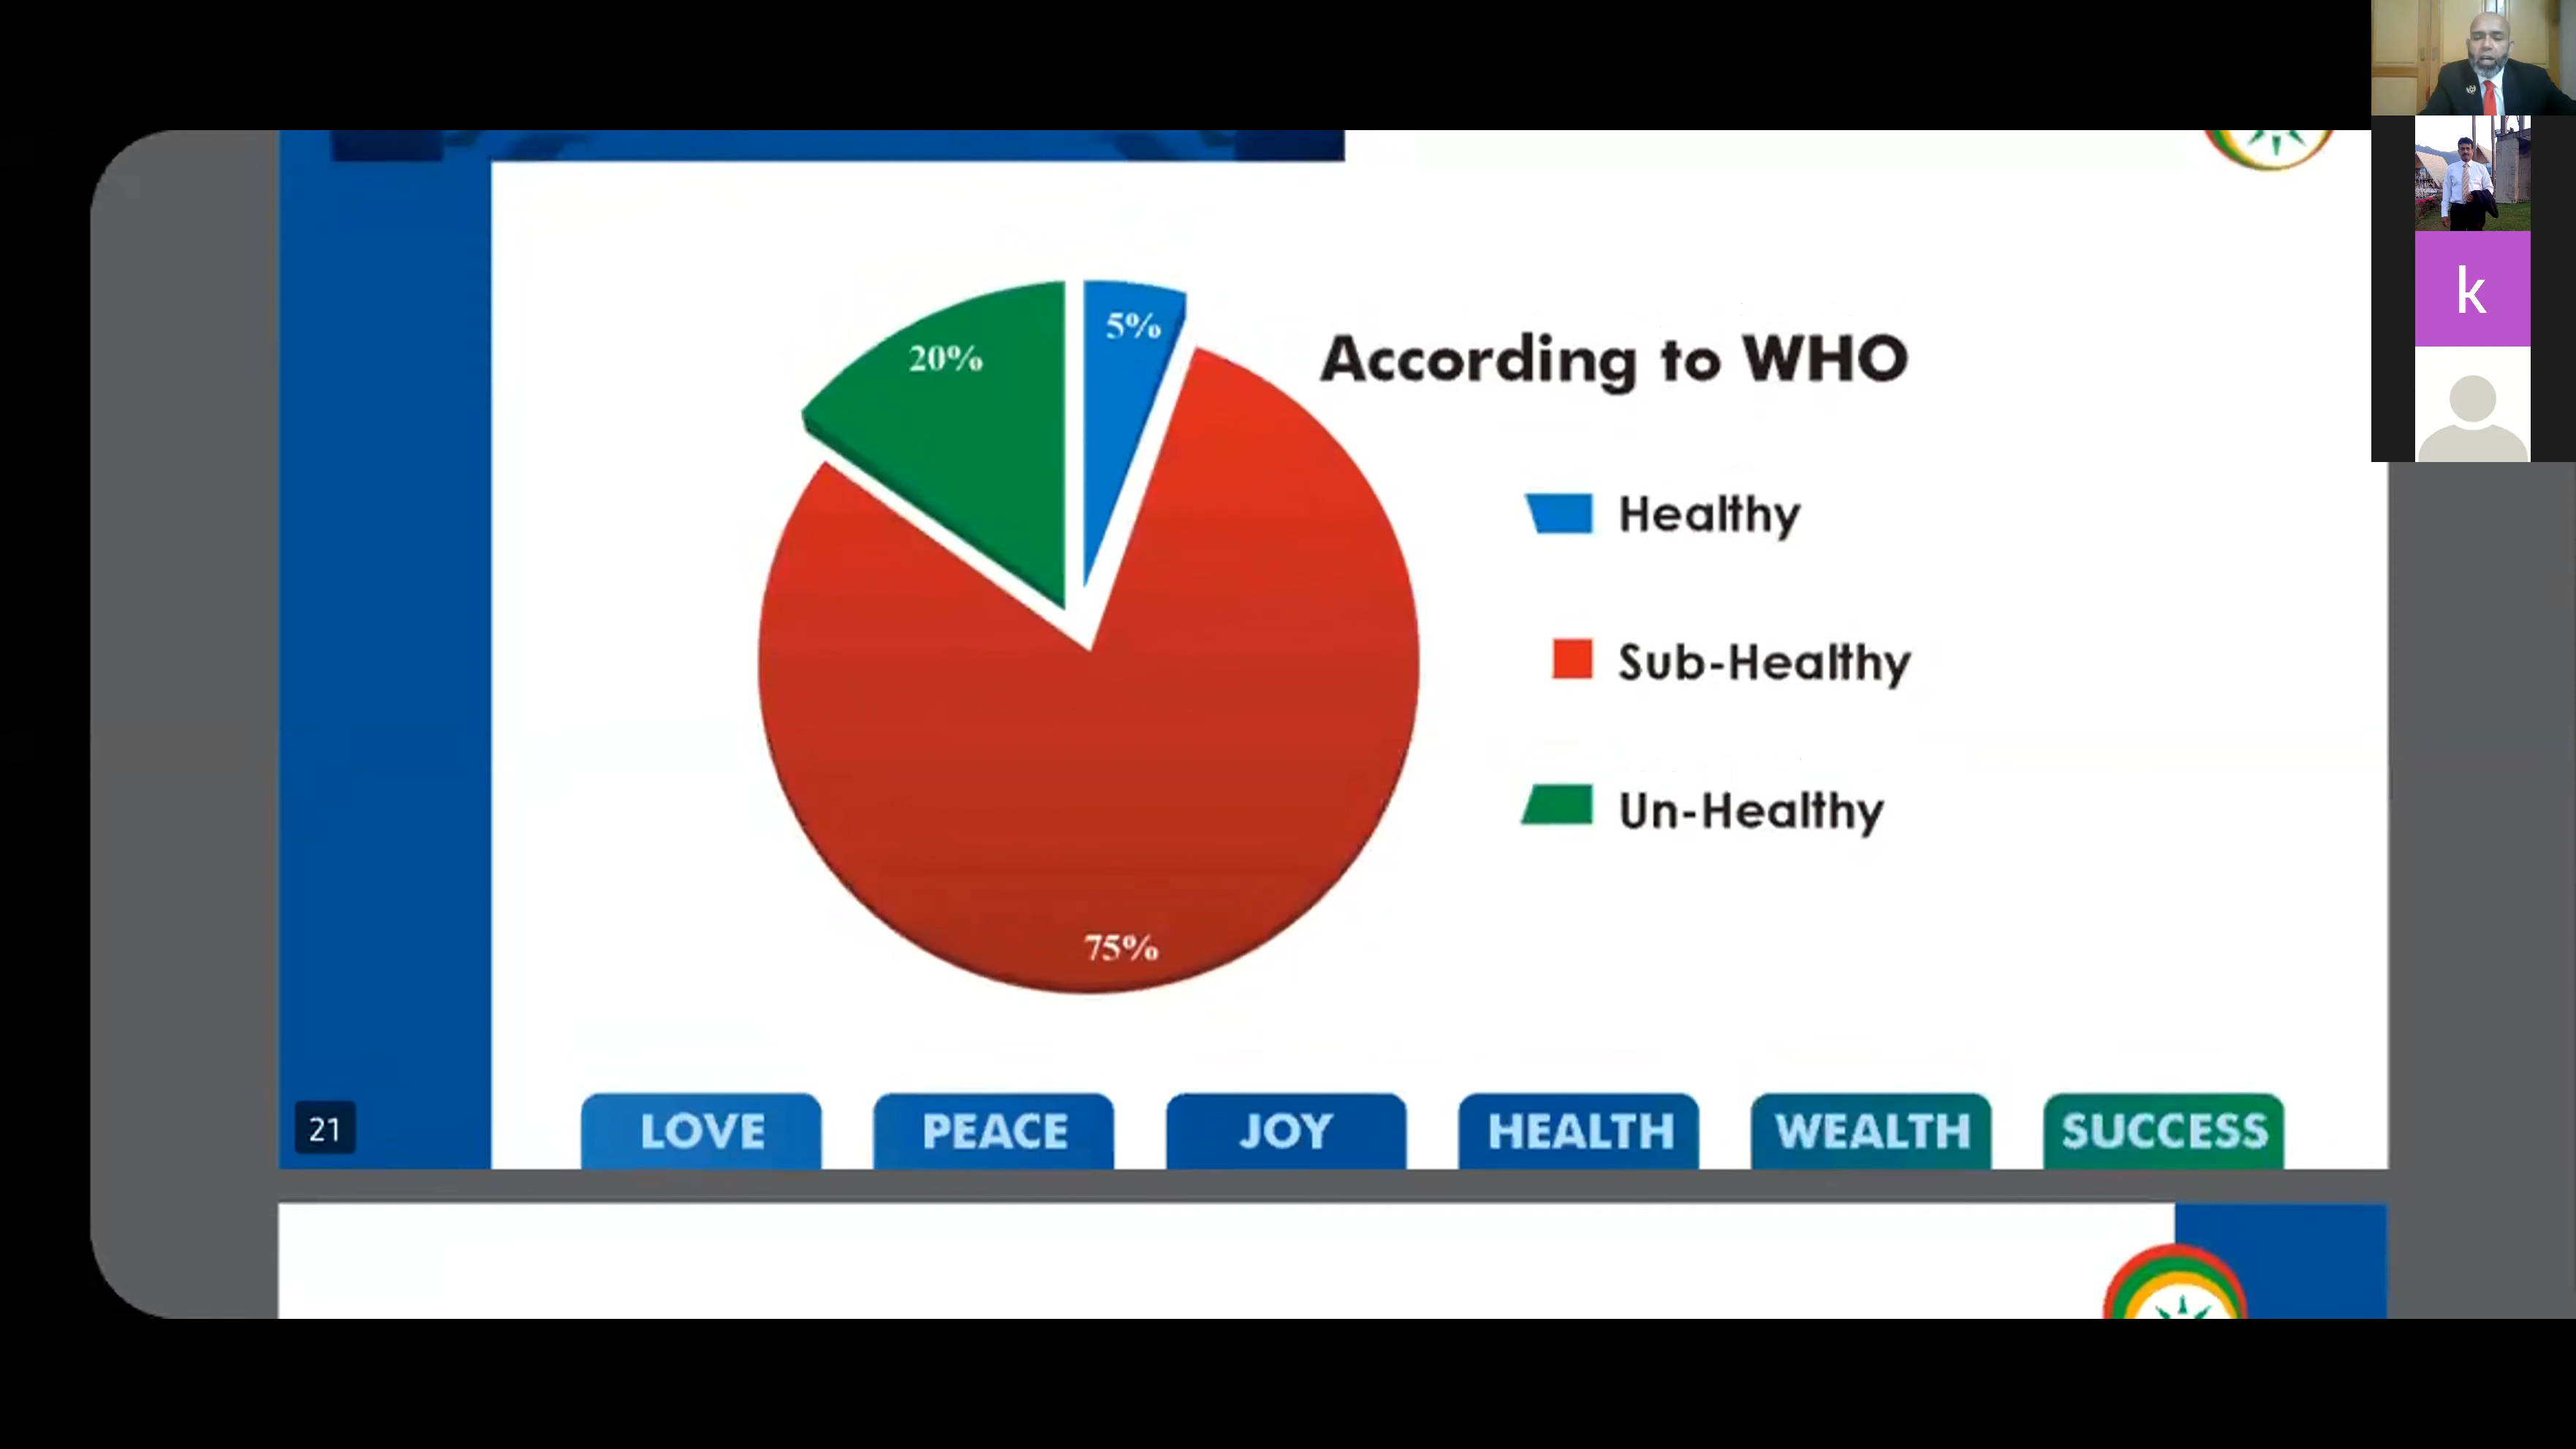 k
5%
20%
According to WHO
Healthy
Sub-Healthy
Un-Healthy
75%
21
LOVE
PEACE
JOY
HEALTH
WEALTH
SUCCESS